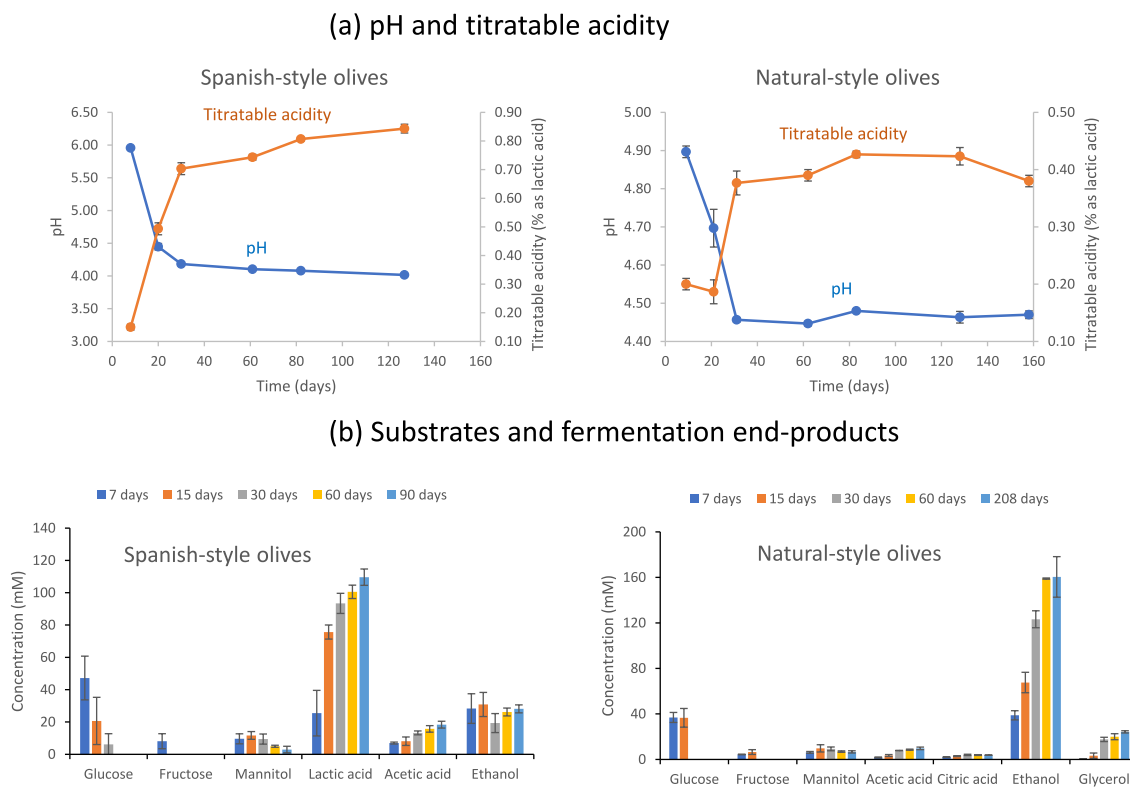 (a) pH and titratable acidity
Spanish-style olives
6.50
6.00
5.50
5.00
4.50
4.00
3.50
3.00
pH
Titratable acidity
pH
0.90
0.80
0.70
0.60
0.50
0.40
0.30
0.20
0.10
Titratable acidity (% as lactic acid)
0 20 40 60 80 100 120 140 160
Time (days)
Natural-style olives
5.00
4.90
4.80
4.70
4.60
4.50
4.40
pH
Titratable acidity
pH
0.50
0.40
0.30
0.20
0.10
Titratable acidity (% as lactic acid)
0 20 40 60 80 100 120 140 160
Time (days)
(b) Substrates and fermentation end-products
7 days 15 days 30 days 60 days 90 days
Spanish-style olives
140
120
100
80
60
40
20
0
Concentration (mM)
Glucose Fructose Mannitol Lactic acid Acetic acid Ethanol
7 days 15 days 30 days 60 days 208 days
Natural-style olives
200
160
120
80
40
0
Concentration (mM)
Glucose Fructose Mannitol Acetic acid Citric acid Ethanol Glycerol